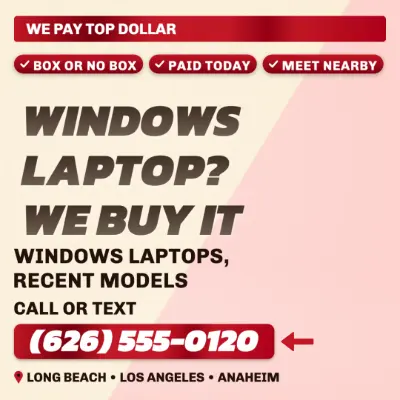 WE PAY TOP DOLLAR
BOX OR NO BOX PAID TODAY MEET NEARBY
WINDOWS
LAPTOP?
WE BUY IT
WINDOWS LAPTOPS,
RECENT MODELS
CALL OR TEXT
(626) 555-0120
LONG BEACH • LOS ANGELES • ANAHEIM